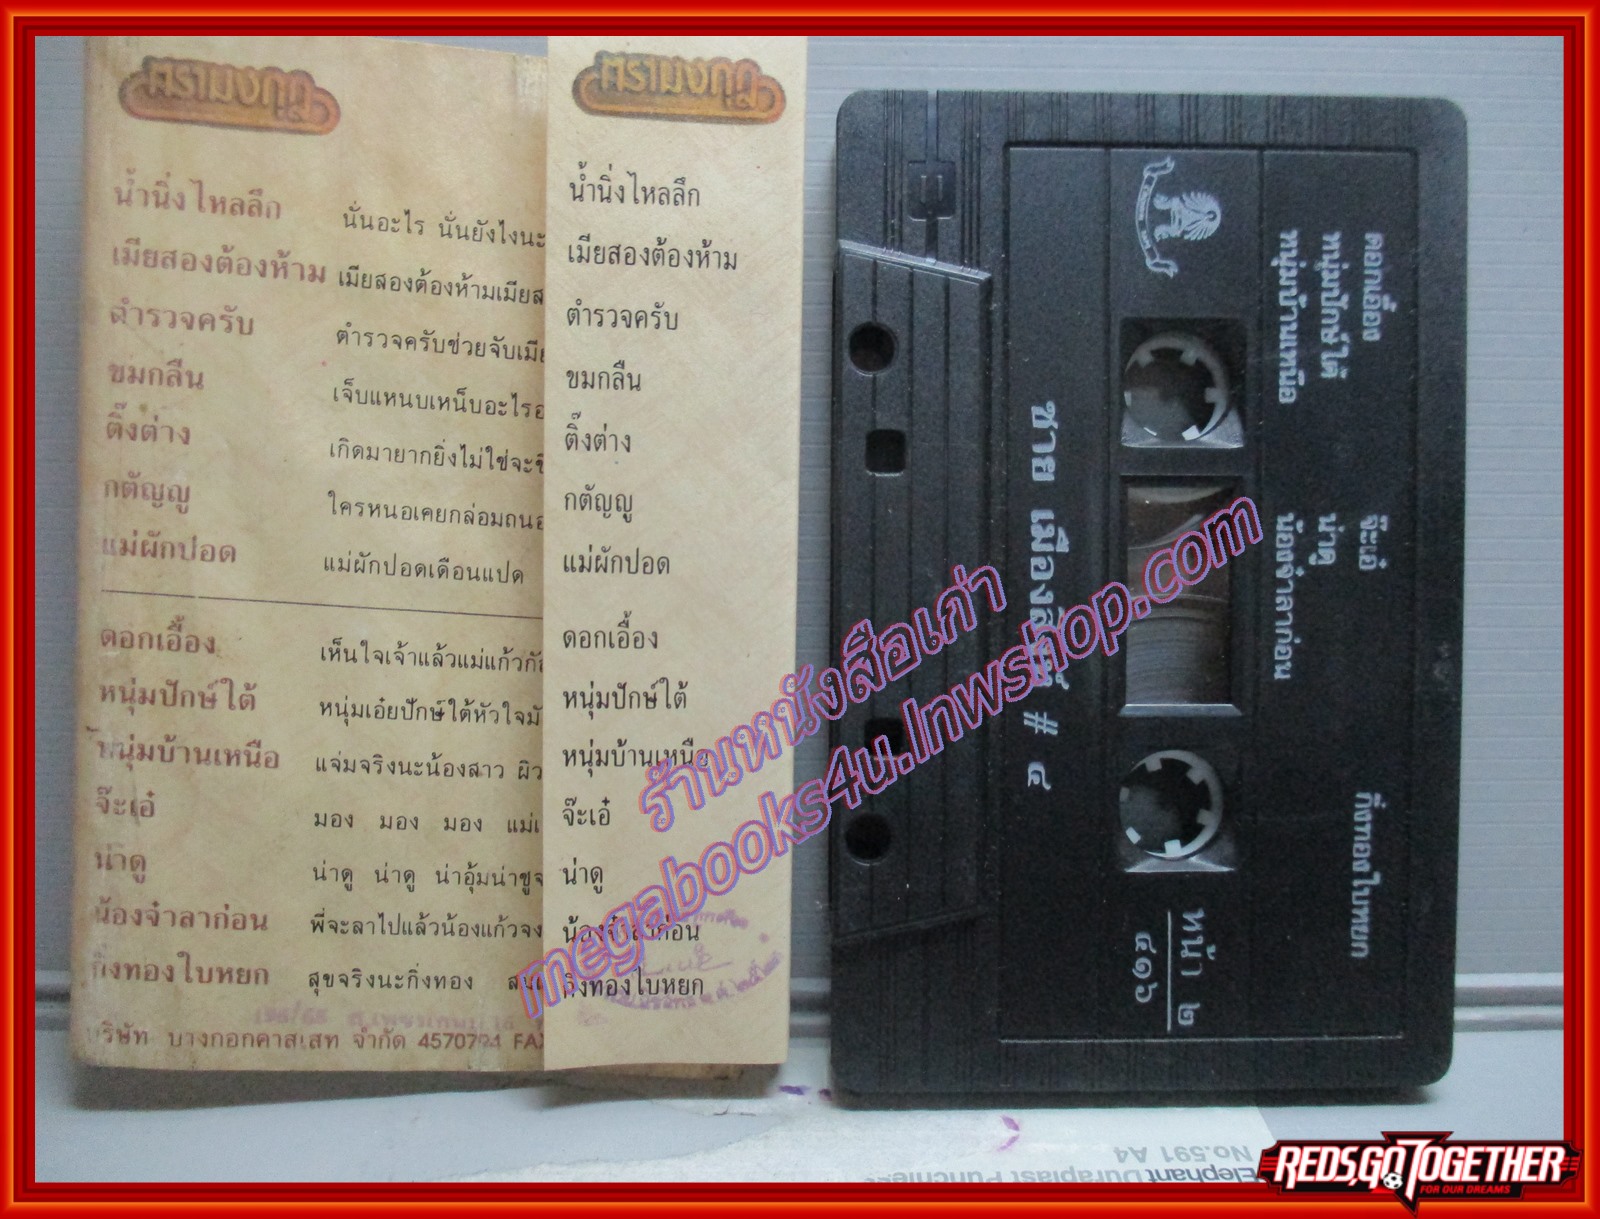 ตรามงกุฎ
น้ำนิ่งไหลลึก นั่นอะไร นั่นยังไงนะ
เมียสองต้องห้าม เมียสองต้องห้ามเมีย
ตำรวจครับ ตำรวจครับช่วยจับเมีย
ขมกลืน เจ็บแหนบเหน็บอะไร
ติ๊งต่าง เกิดมายากยิ่งไม่ใช่จะ
กตัญญู ใครหนอเคยกล่อมถนอ
แม่ผักปอด แม่ผักปอดเดือนแปด
ดอกเอื้อง เห็นใจเจ้าแล้วแม่แก้ว
หนุ่มปักษ์ใต้ หนุ่มเอ๋ยปักษ์ใต้หัวใจ
หนุ่มบ้านเหนือ แจ่มจริงนะน้องสาว ผิว
จ๊ะเอ๋ มอง มอง มอง แม่
น่าดู น่าดู น่าดู น่าอุ้มน่าชู
น้องจ๋าลาก่อน พี่จะลาไปแล้วน้องแก้วจง
กิ่งทองใบหยก สุขจริงนะกิ่งทอง
บริษัท บางกอกคาสเสท จำกัด 4570794 FAX
ตรามงกุฎ
น้ำนิ่งไหลลึก
เมียสองต้องห้าม
ตำรวจครับ
ขมกลืน
ติ๊งต่าง
กตัญญู
แม่ผักปอด
ดอกเอื้อง
หนุ่มปักษ์ใต้
หนุ่มบ้านเหนือ
จ๊ะเอ๋
น่าดู
น้องจ๋าลาก่อน
กิ่งทองใบหยก
ดอกเอื้อง จ๊ะเอ๋ กิ่งทองใบหยก
หนุ่มปักษ์ใต้ น่าดู
หนุ่มบ้านเหนือ น้องจ๋าลาก่อน
หน้า ๒
๔๑๖
ชาย เมืองสิงห์ # ๔
ร้านหนังสือเก่า
megabooks4u.lnwshop.com
Elephant Duraplast Punchle
No.591 A4
REDS,GO TOGETHER
FOR OUR DREAMS